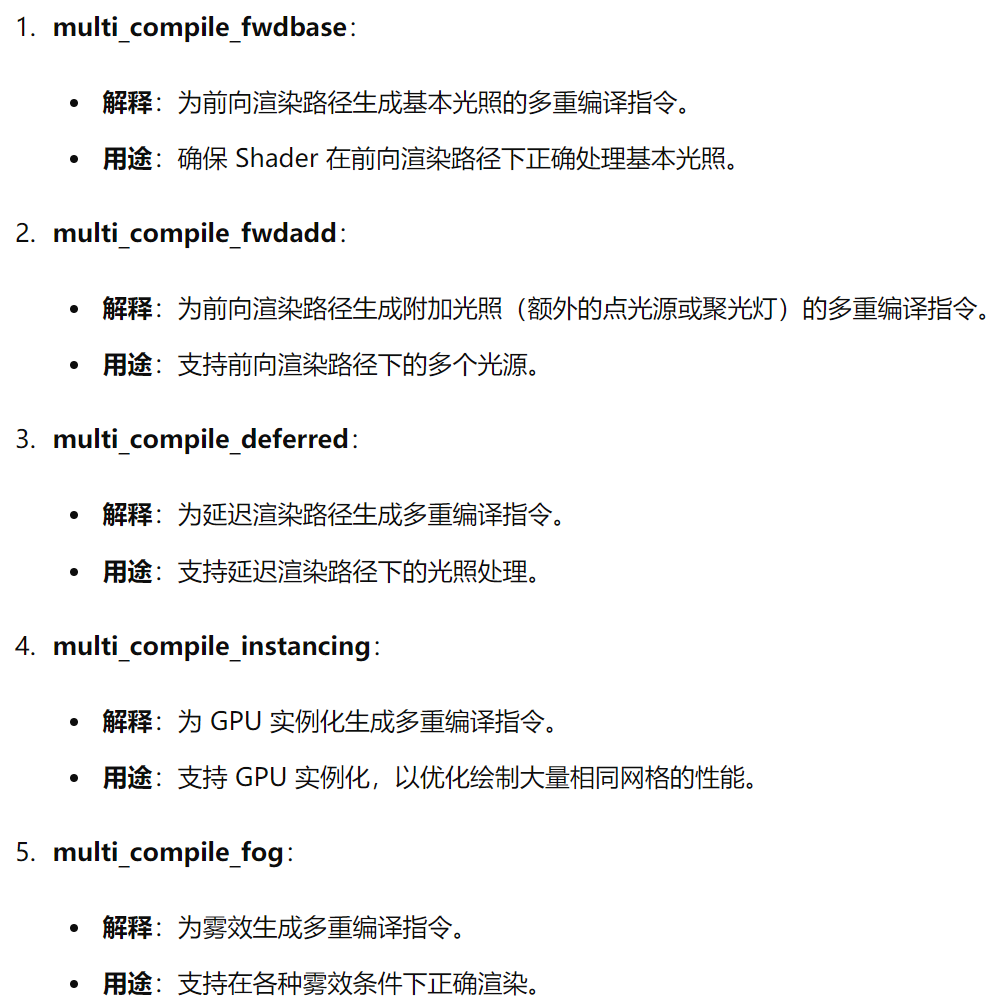 1. multi_compile_fwdbase：
• 解释：为前向渲染路径生成基本光照的多重编译指令。
• 用途：确保 Shader 在前向渲染路径下正确处理基本光照。
2. multi_compile_fwdadd：
• 解释：为前向渲染路径生成附加光照（额外的点光源或聚光灯）的多重编译指令。
• 用途：支持前向渲染路径下的多个光源。
3. multi_compile_deferred：
• 解释：为延迟渲染路径生成多重编译指令。
• 用途：支持延迟渲染路径下的光照处理。
4. multi_compile_instancing：
• 解释：为 GPU 实例化生成多重编译指令。
• 用途：支持 GPU 实例化，以优化绘制大量相同网格的性能。
5. multi_compile_fog：
• 解释：为雾效生成多重编译指令。
• 用途：支持在各种雾效条件下正确渲染。